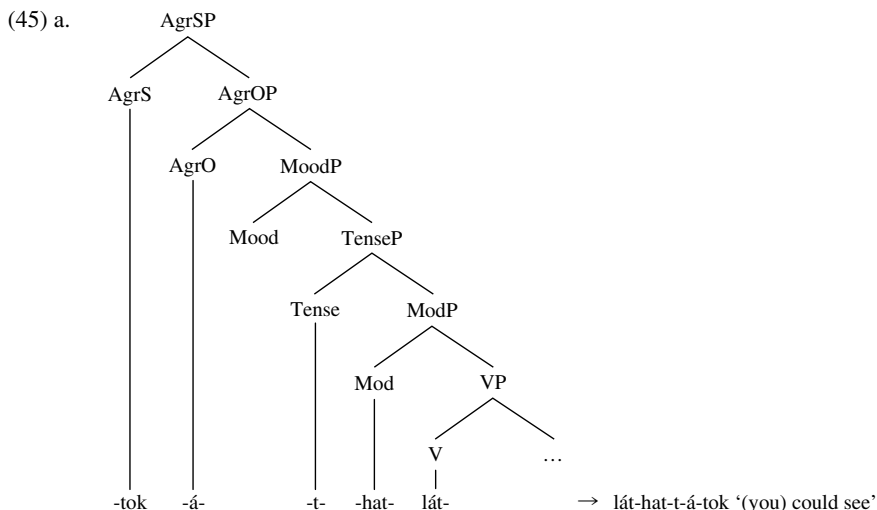 (45) a. AgrSP
AgrS AgrOP
AgrO MoodP
Mood TenseP
Tense ModP
Mod VP
V …
-tok -á- -t- -hat- lát- → lát-hat-t-á-tok ‘(you) could see’